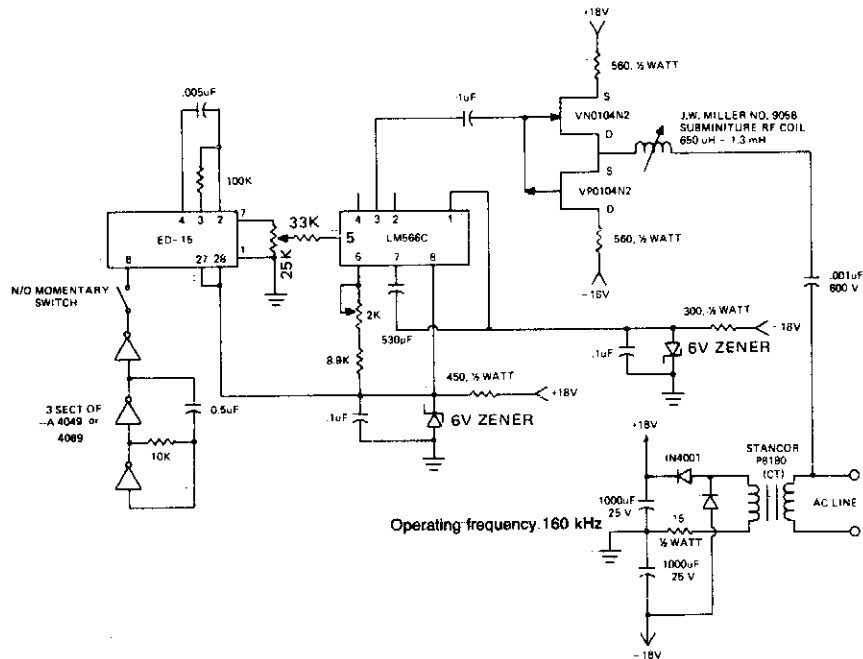 +18V
560, ½ WATT
.005uF
.1uF
S
VN0104N2
D
J.W. MILLER NO. 9058
SUBMINITURE RF COIL
650 uH - 1.3 mH
S
VP0104N2
D
100K
4 3 2
7
ED-15
1
8
27 28
25K
33K
4 3 2 1
5
LM566C
6 7 8
560, ½ WATT
-18V
N/O MOMENTARY
SWITCH
.001uF
600 V
2K
530pF
8.9K
300, ½ WATT
-18V
.1uF
6V ZENER
450, ½ WATT
+18V
.1uF
6V ZENER
3 SECT OF
4049 or
4069
0.5uF
10K
+18V
IN4001
STANCOR
P8180
(CT)
AC LINE
1000uF
25 V
15
½ WATT
Operating frequency.160 kHz
1000uF
25 V
-18V